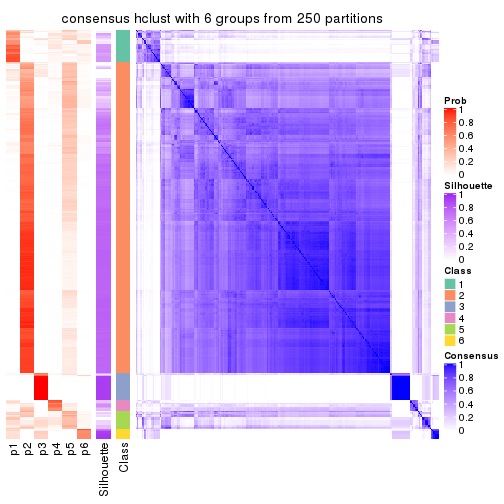 consensus hclust with 6 groups from 250 partitions
Prob
1
0.8
0.6
0.4
0.2
0
Silhouette
1
0.8
0.6
0.4
0.2
0
Class
1
2
3
4
5
6
Consensus
1
0.8
0.6
0.4
0.2
0
p1
p2
p3
p4
p5
p6
Silhouette
Class